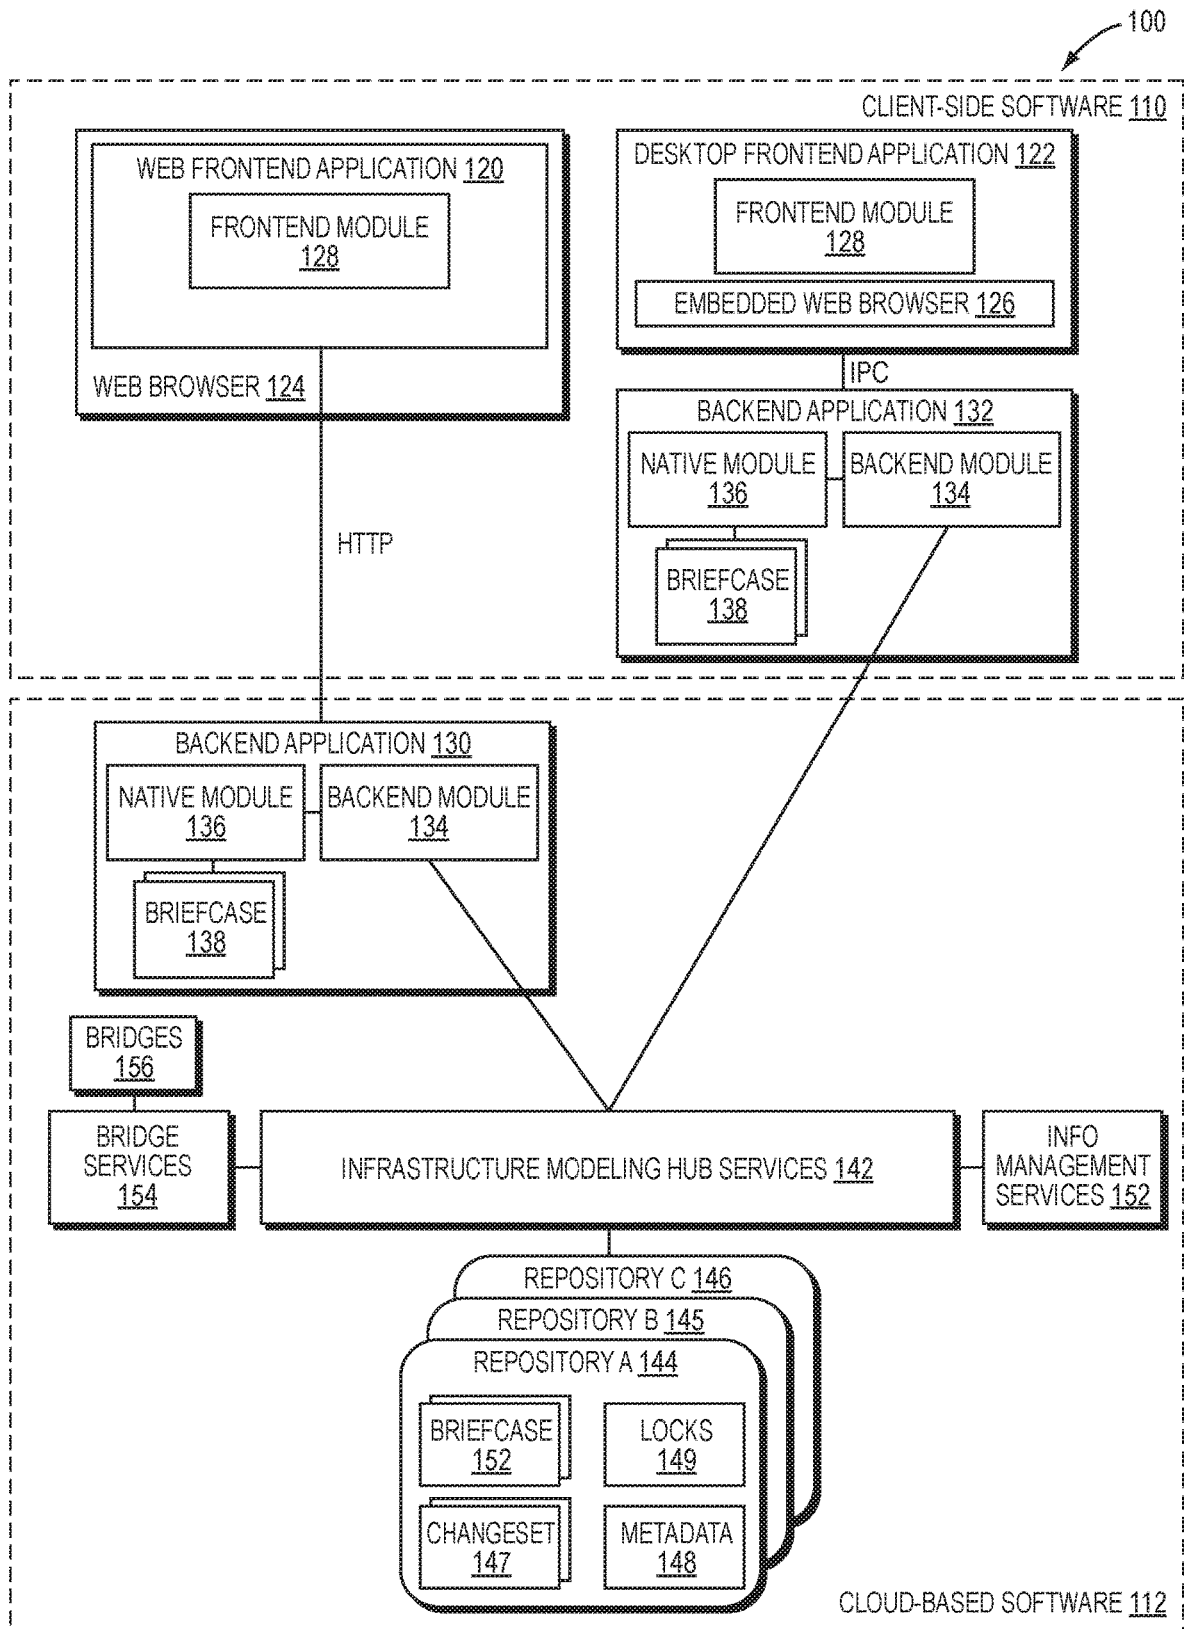 100
CLIENT-SIDE SOFTWARE 110
WEB FRONTEND APPLICATION 120
FRONTEND MODULE
128
WEB BROWSER 124
DESKTOP FRONTEND APPLICATION 122
FRONTEND MODULE
128
EMBEDDED WEB BROWSER 126
IPC
BACKEND APPLICATION 132
NATIVE MODULE
136
BACKEND MODULE
134
BRIEFCASE
138
HTTP
BACKEND APPLICATION 130
NATIVE MODULE
136
BACKEND MODULE
134
BRIEFCASE
138
BRIDGES
156
BRIDGE
SERVICES
154
INFRASTRUCTURE MODELING HUB SERVICES 142
INFO
MANAGEMENT
SERVICES 152
REPOSITORY C 146
REPOSITORY B 145
REPOSITORY A 144
BRIEFCASE
152
LOCKS
149
CHANGESET
147
METADATA
148
CLOUD-BASED SOFTWARE 112